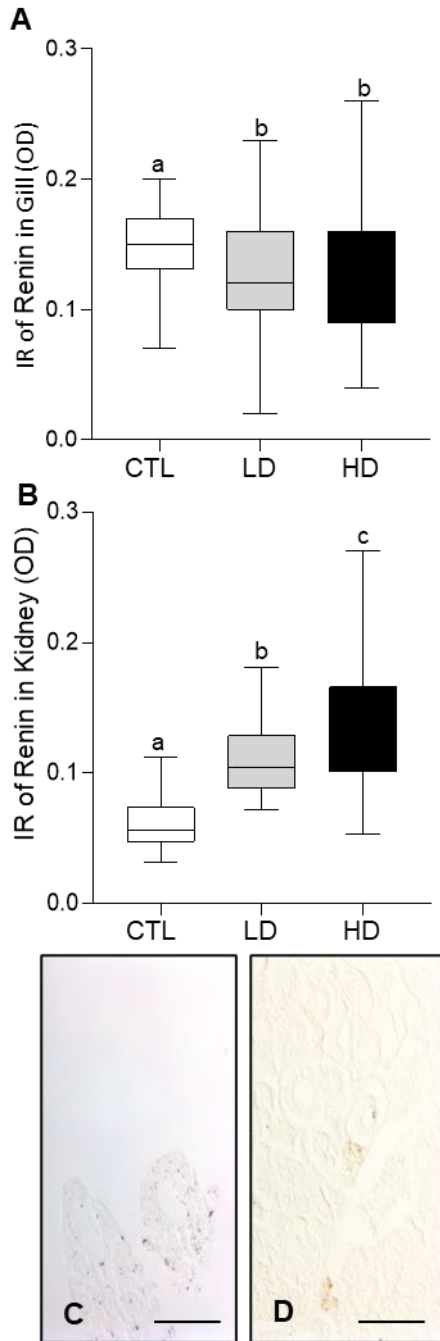 A
IR of Renin in Gill (OD)
0.3
0.2
0.1
0.0
a
b
b
CTL LD HD
B
IR of Renin in Kidney (OD)
0.3
0.2
0.1
0.0
a
b
c
CTL LD HD
C
D